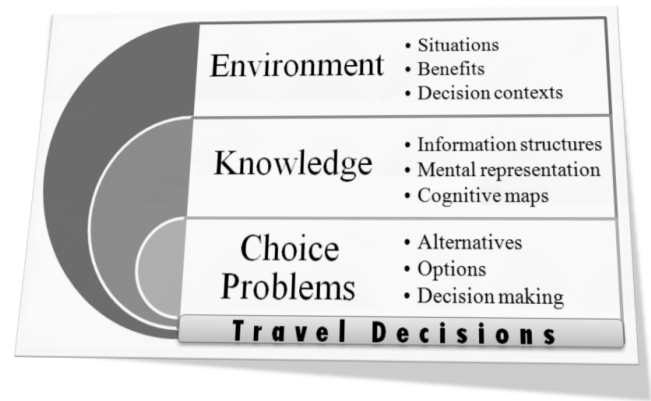 Environment
• Situations
• Benefits
• Decision contexts
Knowledge
• Information structures
• Mental representation
• Cognitive maps
Choice
Problems
• Alternatives
• Options
• Decision making
Travel Decisions